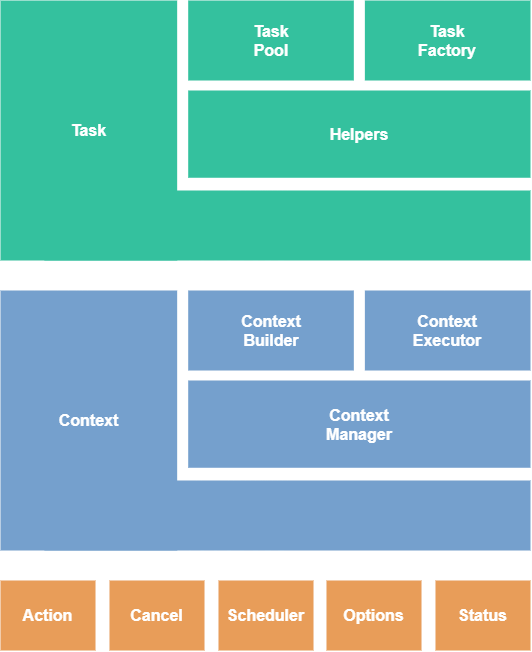 Task
Pool
Task
Factory
Task
Helpers
Context
Builder
Context
Executor
Context
Context
Manager
Action
Cancel
Scheduler
Options
Status